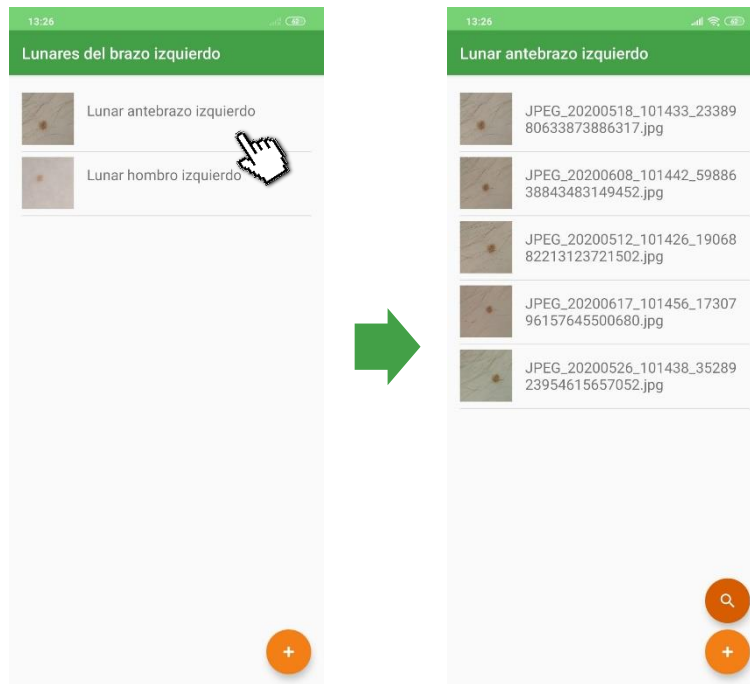 13:26
Lunares del brazo izquierdo
Lunar antebrazo izquierdo
Lunar hombro izquierdo
+
13:26
Lunar antebrazo izquierdo
JPEG_20200518_101433_23389
80633873886317.jpg
JPEG_20200608_101442_59886
38843483149452.jpg
JPEG_20200512_101426_19068
82213123721502.jpg
JPEG_20200617_101456_17307
96157645500680.jpg
JPEG_20200526_101438_35289
23954615657052.jpg
+